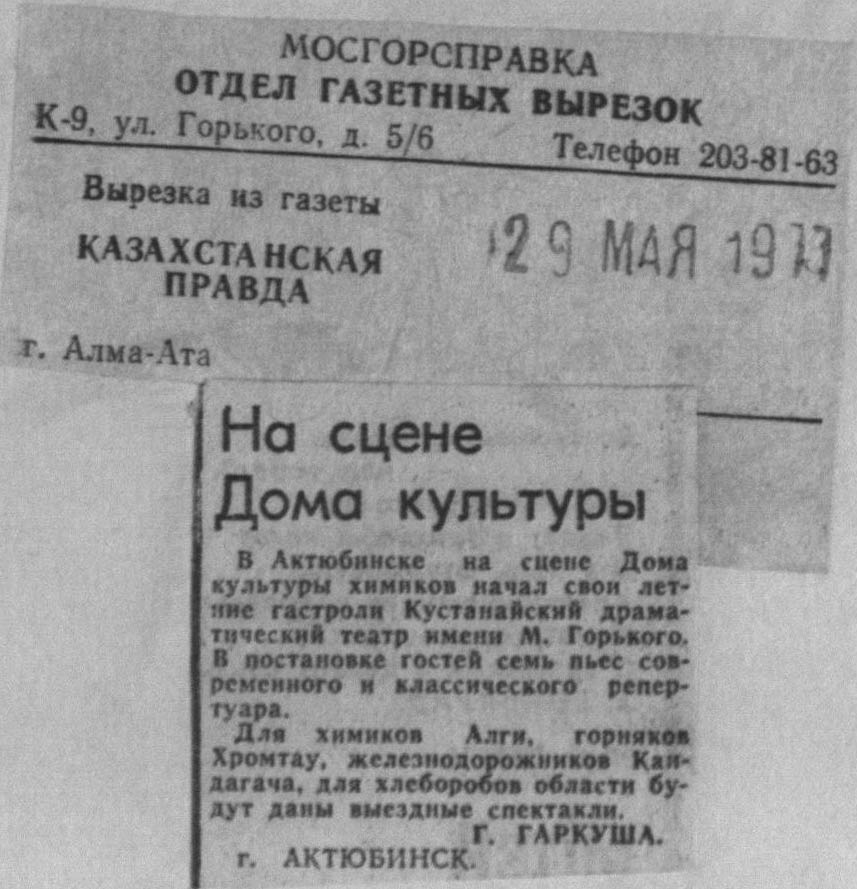 МОСГОРСПРАВКА
ОТДЕЛ ГАЗЕТНЫХ ВЫРЕЗОК
К-9, ул. Горького, д. 5/6 Телефон 203-81-63
Вырезка из газеты
КАЗАХСТАНСКАЯ
ПРАВДА
29 МАЯ 1977
г. Алма-Ата
На сцене
Дома культуры
В Актюбинске на сцене Дома
культуры химиков начал свои лет-
ние гастроли Кустанайский драма-
тический театр имени М. Горького.
В постановке гостей семь пьес сов-
ременного и классического репер-
туара.
Для химиков Алги, горняков
Хромтау, железнодорожников Кан-
дагача, для хлеборобов области бу-
дут даны выездные спектакли.
Г. ГАРКУША.
г. АКТЮБИНСК.